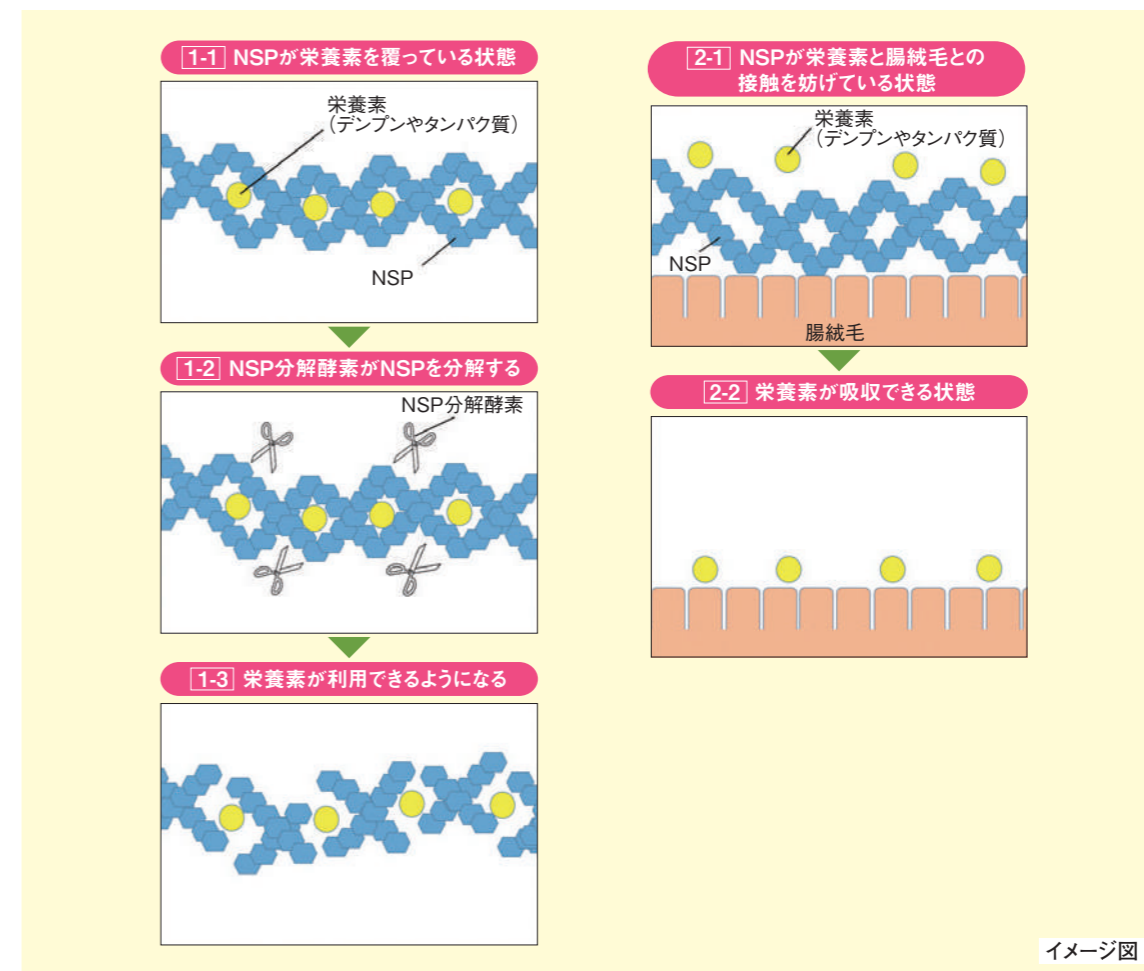 1-1 NSPが栄養素を覆っている状態
栄養素
（デンプンやタンパク質）
NSP
1-2 NSP分解酵素がNSPを分解する
NSP分解酵素
1-3 栄養素が利用できるようになる
2-1 NSPが栄養素と腸絨毛との
接触を妨げている状態
栄養素
（デンプンやタンパク質）
NSP
腸絨毛
2-2 栄養素が吸収できる状態
イメージ図